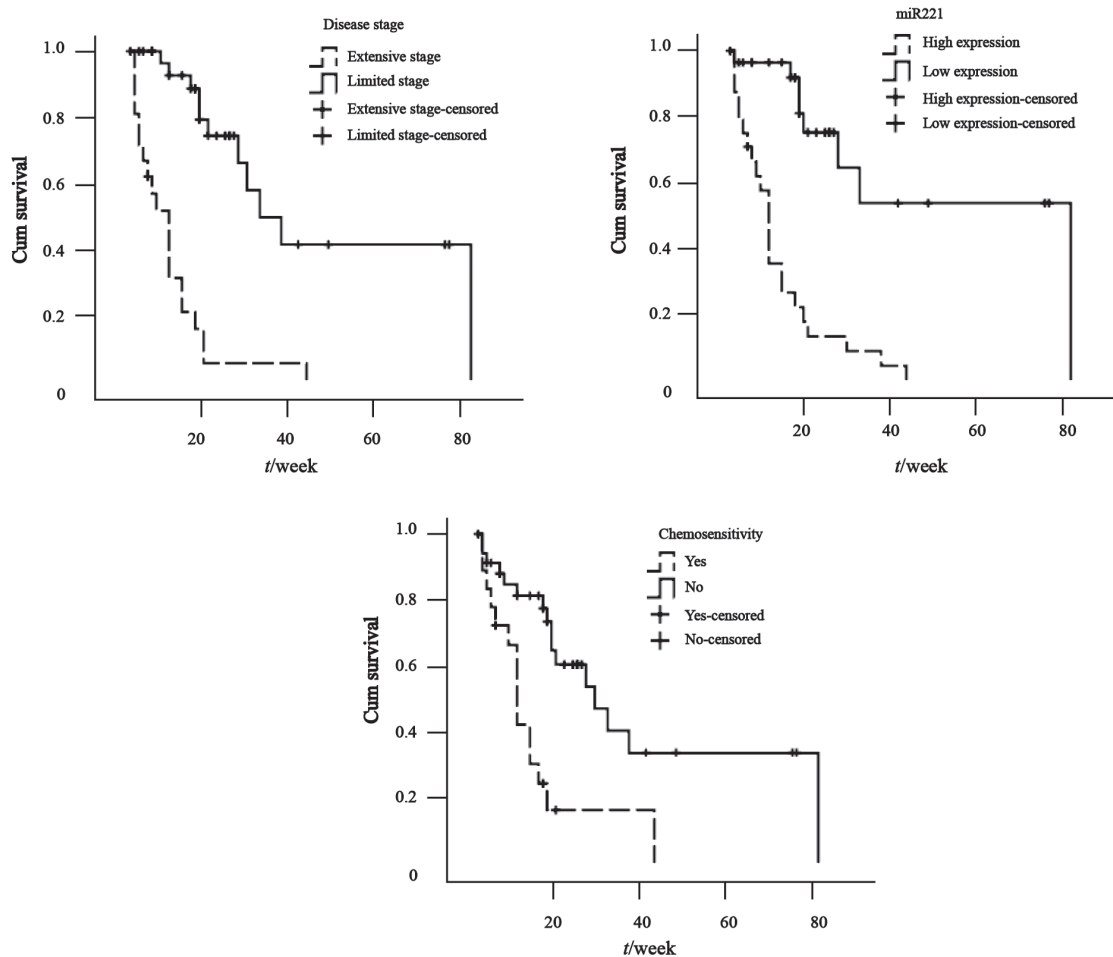 Disease stage
Extensive stage
Limited stage
Extensive stage-censored
Limited stage-censored
Cum survival
1.0
0.8
0.6
0.4
0.2
0
20
40
60
80
t/week
miR221
High expression
Low expression
High expression-censored
Low expression-censored
Cum survival
1.0
0.8
0.6
0.4
0.2
0
20
40
60
80
t/week
Chemosensitivity
Yes
No
Yes-censored
No-censored
Cum survival
1.0
0.8
0.6
0.4
0.2
0
20
40
60
80
t/week